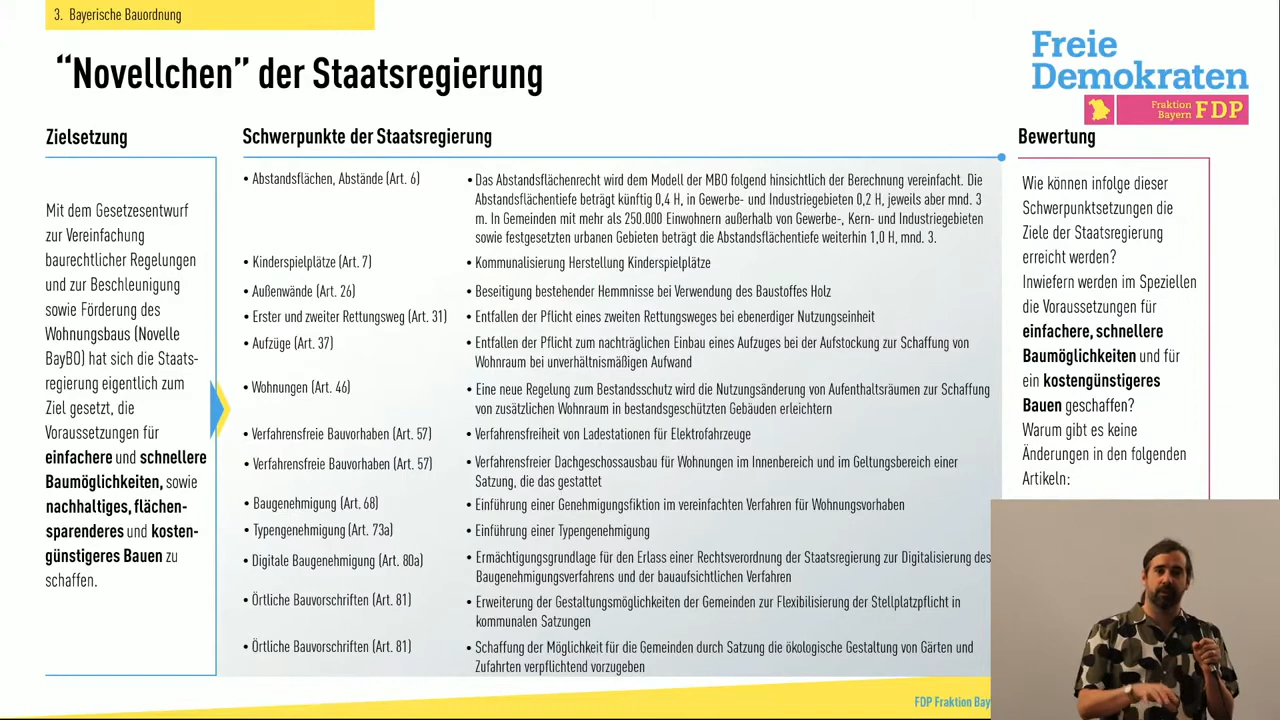 3. Bayerische Bauordnung
“Novellchen” der Staatsregierung
Freie
Demokraten
Fraktion
Bayern FDP
Zielsetzung
Mit dem Gesetzesentwurf
zur Vereinfachung
baurechtlicher Regelungen
und zur Beschleunigung
sowie Förderung des
Wohnungsbaus (Novelle
BayBO) hat sich die Staats-
regierung eigentlich zum
Ziel gesetzt, die
Voraussetzungen für
einfachere und schnellere
Baumöglichkeiten, sowie
nachhaltiges, flächen-
sparenderes und kosten-
günstigeres Bauen zu
schaffen.
Schwerpunkte der Staatsregierung
• Abstandsflächen, Abstände (Art. 6)
• Das Abstandsflächenrecht wird dem Modell der MBO folgend hinsichtlich der Berechnung vereinfacht. Die
Abstandsflächentiefe beträgt künftig 0,4 H, in Gewerbe- und Industriegebieten 0,2 H, jeweils aber mnd. 3
m. In Gemeinden mit mehr als 250.000 Einwohnern außerhalb von Gewerbe-, Kern- und Industriegebieten
sowie festgesetzten urbanen Gebieten beträgt die Abstandsflächentiefe weiterhin 1,0 H, mnd. 3.
• Kinderspielplätze (Art. 7)
• Kommunalisierung Herstellung Kinderspielplätze
• Außenwände (Art. 26)
• Beseitigung bestehender Hemmnisse bei Verwendung des Baustoffes Holz
• Erster und zweiter Rettungsweg (Art. 31)
• Entfallen der Pflicht eines zweiten Rettungsweges bei ebenerdiger Nutzungseinheit
• Aufzüge (Art. 37)
• Entfallen der Pflicht zum nachträglichen Einbau eines Aufzuges bei der Aufstockung zur Schaffung von
Wohnraum bei unverhältnismäßigen Aufwand
• Wohnungen (Art. 46)
• Eine neue Regelung zum Bestandsschutz wird die Nutzungsänderung von Aufenthaltsräumen zur Schaffung
von zusätzlichen Wohnraum in bestandsgeschützten Gebäuden erleichtern
• Verfahrensfreie Bauvorhaben (Art. 57)
• Verfahrensfreiheit von Ladestationen für Elektrofahrzeuge
• Verfahrensfreie Bauvorhaben (Art. 57)
• Verfahrensfreier Dachgeschossausbau für Wohnungen im Innenbereich und im Geltungsbereich einer
Satzung, die das gestattet
• Baugenehmigung (Art. 68)
• Einführung einer Genehmigungsfiktion im vereinfachten Verfahren für Wohnungsvorhaben
• Typengenehmigung (Art. 73a)
• Einführung einer Typengenehmigung
• Digitale Baugenehmigung (Art. 80a)
• Ermächtigungsgrundlage für den Erlass einer Rechtsverordnung der Staatsregierung zur Digitalisierung des
Baugenehmigungsverfahrens und der bauaufsichtlichen Verfahren
• Örtliche Bauvorschriften (Art. 81)
• Erweiterung der Gestaltungsmöglichkeiten der Gemeinden zur Flexibilisierung der Stellplatzpflicht in
kommunalen Satzungen
• Örtliche Bauvorschriften (Art. 81)
• Schaffung der Möglichkeit für die Gemeinden durch Satzung die ökologische Gestaltung von Gärten und
Zufahrten verpflichtend vorzugeben
Bewertung
Wie können infolge dieser
Schwerpunktsetzungen die
Ziele der Staatsregierung
erreicht werden?
Inwiefern werden im Speziellen
die Voraussetzungen für
einfachere, schnellere
Baumöglichkeiten und für
ein kostengünstigeres
Bauen geschaffen?
Warum gibt es keine
Änderungen in den folgenden
Artikeln:
FDP Fraktion Bay